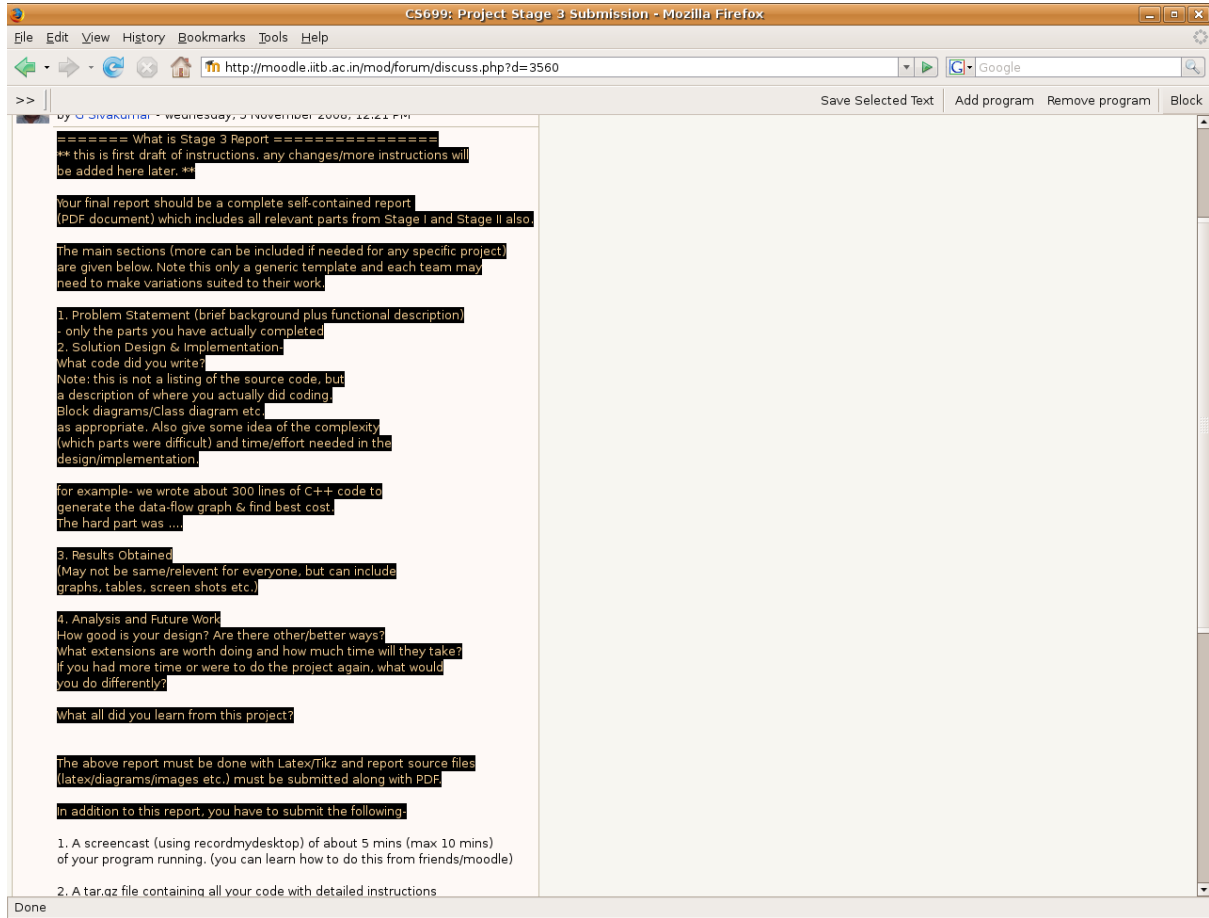 CS699: Project Stage 3 Submission - Mozilla Firefox
File Edit View History Bookmarks Tools Help
http://moodle.iitb.ac.in/mod/forum/discuss.php?d=3560
G Google
>> Save Selected Text Add program Remove program Block
by G Sivakumar - Wednesday, 5 November 2008, 12:21 PM
======= What is Stage 3 Report ================
** this is first draft of instructions. any changes/more instructions will
be added here later. **
Your final report should be a complete self-contained report
(PDF document) which includes all relevant parts from Stage I and Stage II also.
The main sections (more can be included if needed for any specific project)
are given below. Note this only a generic template and each team may
need to make variations suited to their work.
1. Problem Statement (brief background plus functional description)
- only the parts you have actually completed
2. Solution Design & Implementation-
What code did you write?
Note: this is not a listing of the source code, but
a description of where you actually did coding.
Block diagrams/Class diagram etc.
as appropriate. Also give some idea of the complexity
(which parts were difficult) and time/effort needed in the
design/implementation.
for example- we wrote about 300 lines of C++ code to
generate the data-flow graph & find best cost.
The hard part was ....
3. Results Obtained
(May not be same/relevent for everyone, but can include
graphs, tables, screen shots etc.)
4. Analysis and Future Work
How good is your design? Are there other/better ways?
What extensions are worth doing and how much time will they take?
If you had more time or were to do the project again, what would
you do differently?
What all did you learn from this project?
The above report must be done with Latex/Tikz and report source files
(latex/diagrams/images etc.) must be submitted along with PDF.
In addition to this report, you have to submit the following-
1. A screencast (using recordmydesktop) of about 5 mins (max 10 mins)
of your program running. (you can learn how to do this from friends/moodle)
2. A tar.gz file containing all your code with detailed instructions
Done